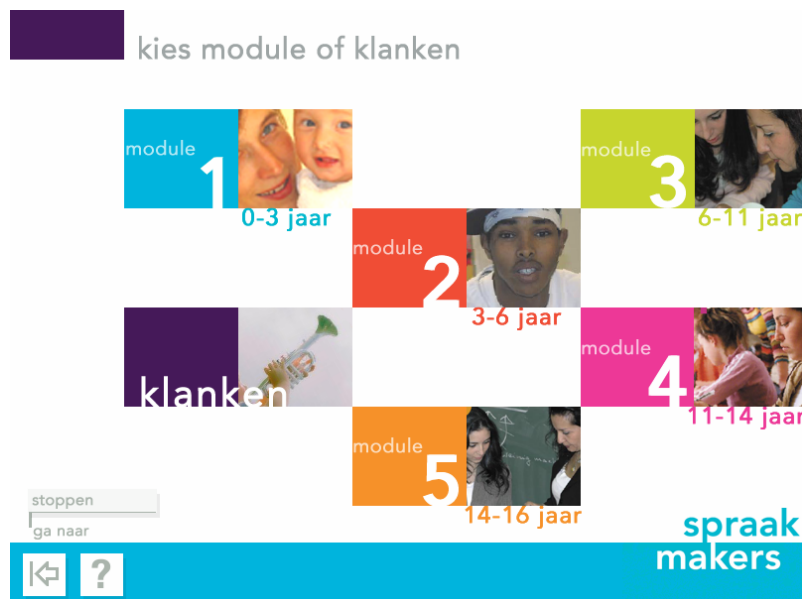 kies module of klanken
module
1
0-3 jaar
module
3
6-11 jaar
module
2
3-6 jaar
klanken
module
4
11-14 jaar
module
5
14-16 jaar
stoppen
ga naar
spraak
makers
?